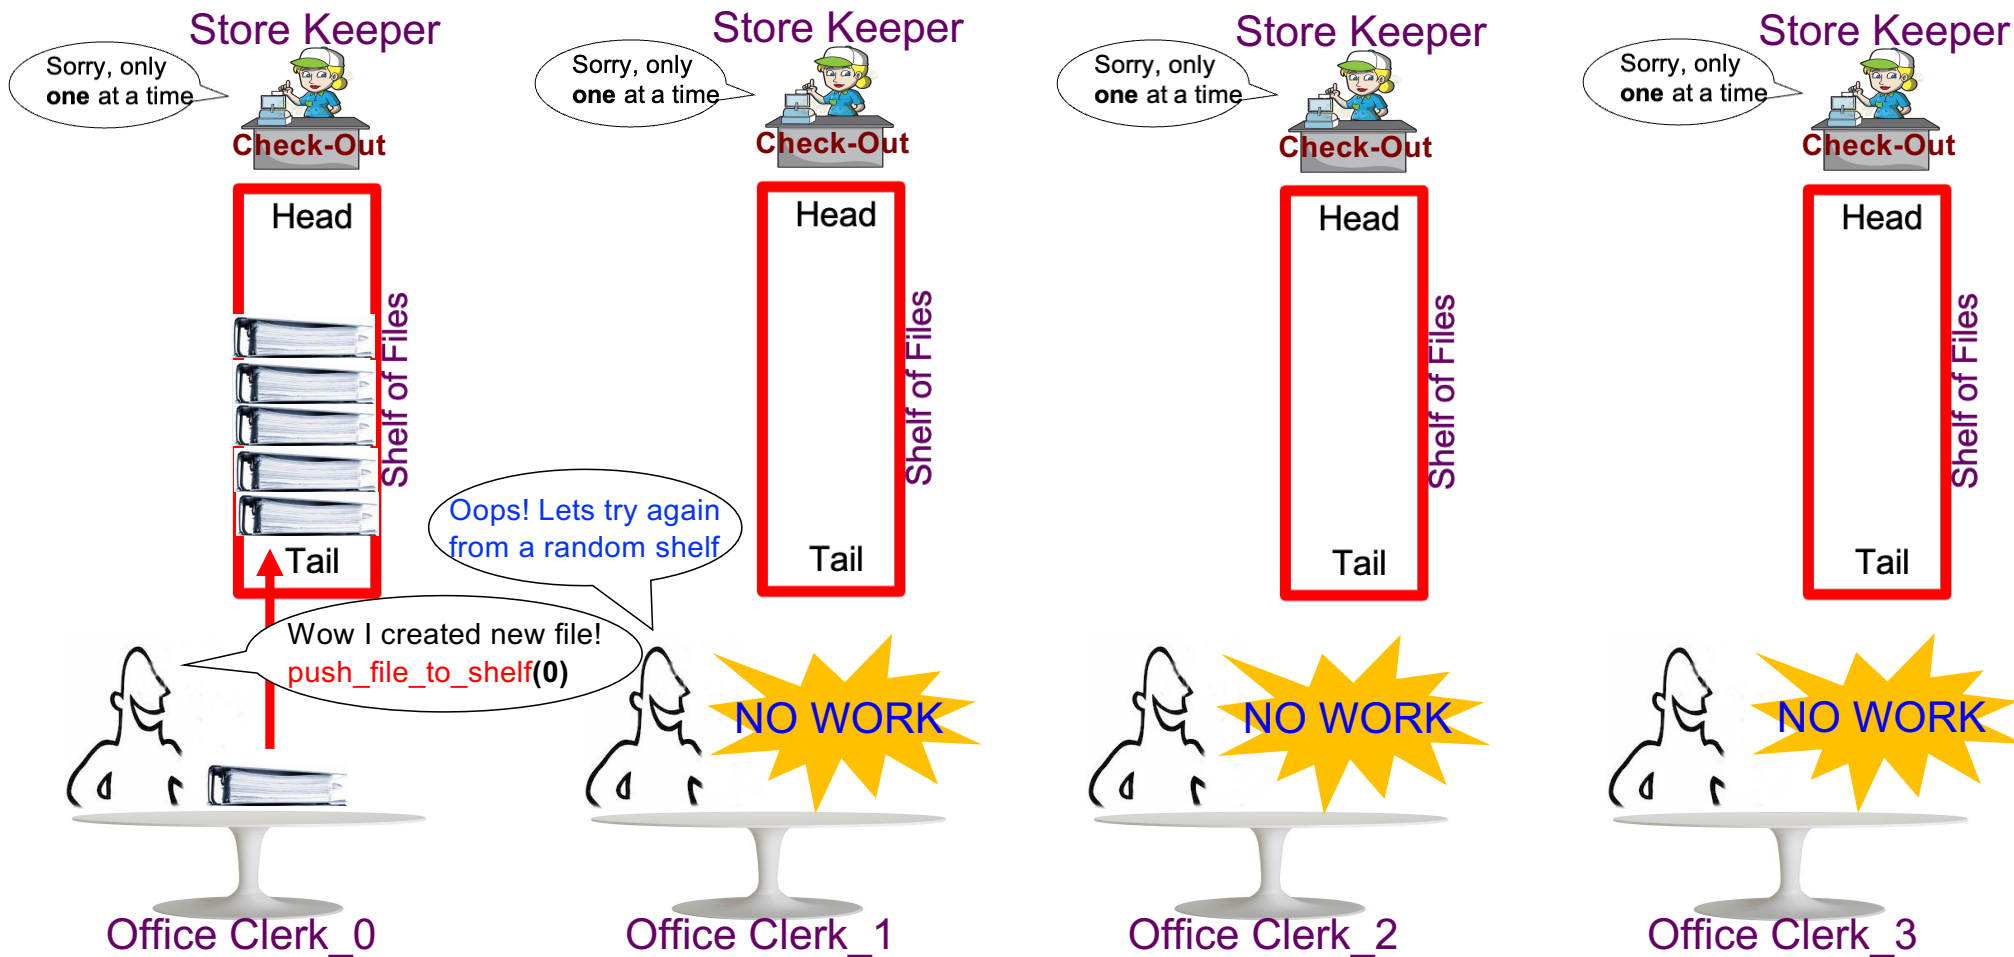 Store Keeper
Store Keeper
Store Keeper
Store Keeper
Sorry, only
one at a time
Sorry, only
one at a time
Sorry, only
one at a time
Sorry, only
one at a time
Check-Out
Check-Out
Check-Out
Check-Out
Head
Head
Head
Head
Shelf of Files
Shelf of Files
Shelf of Files
Shelf of Files
Oops! Lets try again
from a random shelf
Tail
Tail
Tail
Tail
Wow I created new file!
push_file_to_shelf(0)
NO WORK
NO WORK
NO WORK
Office Clerk_0
Office Clerk_1
Office Clerk_2
Office Clerk_3